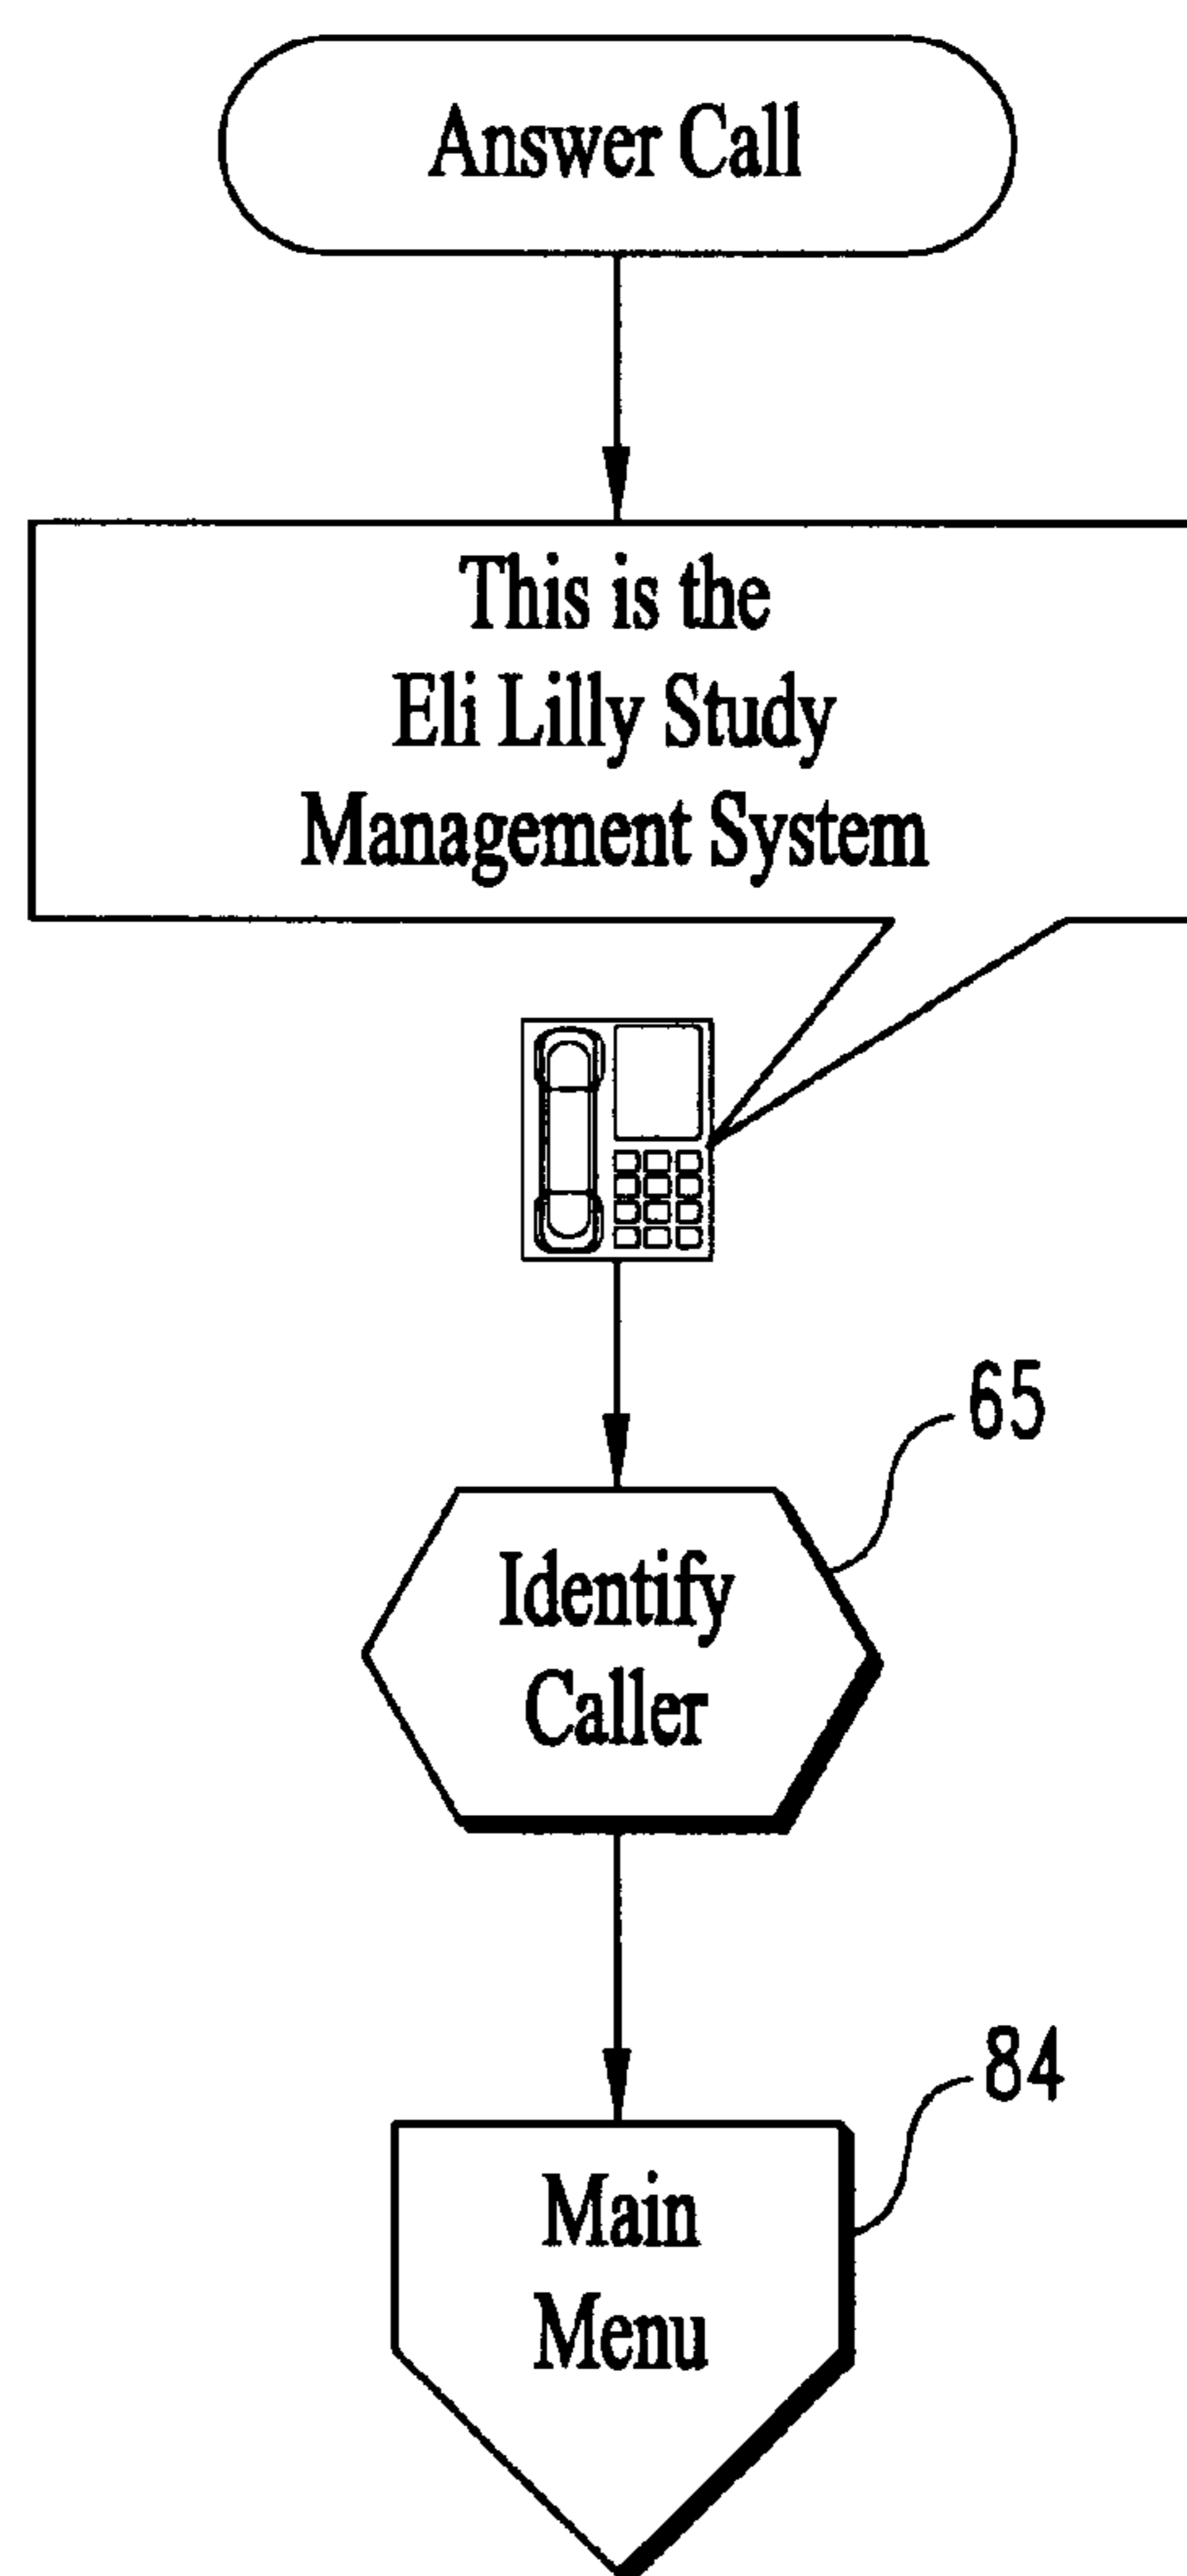 Answer Call
This is the
Eli Lilly Study
Management System
65
Identify
Caller
84
Main
Menu